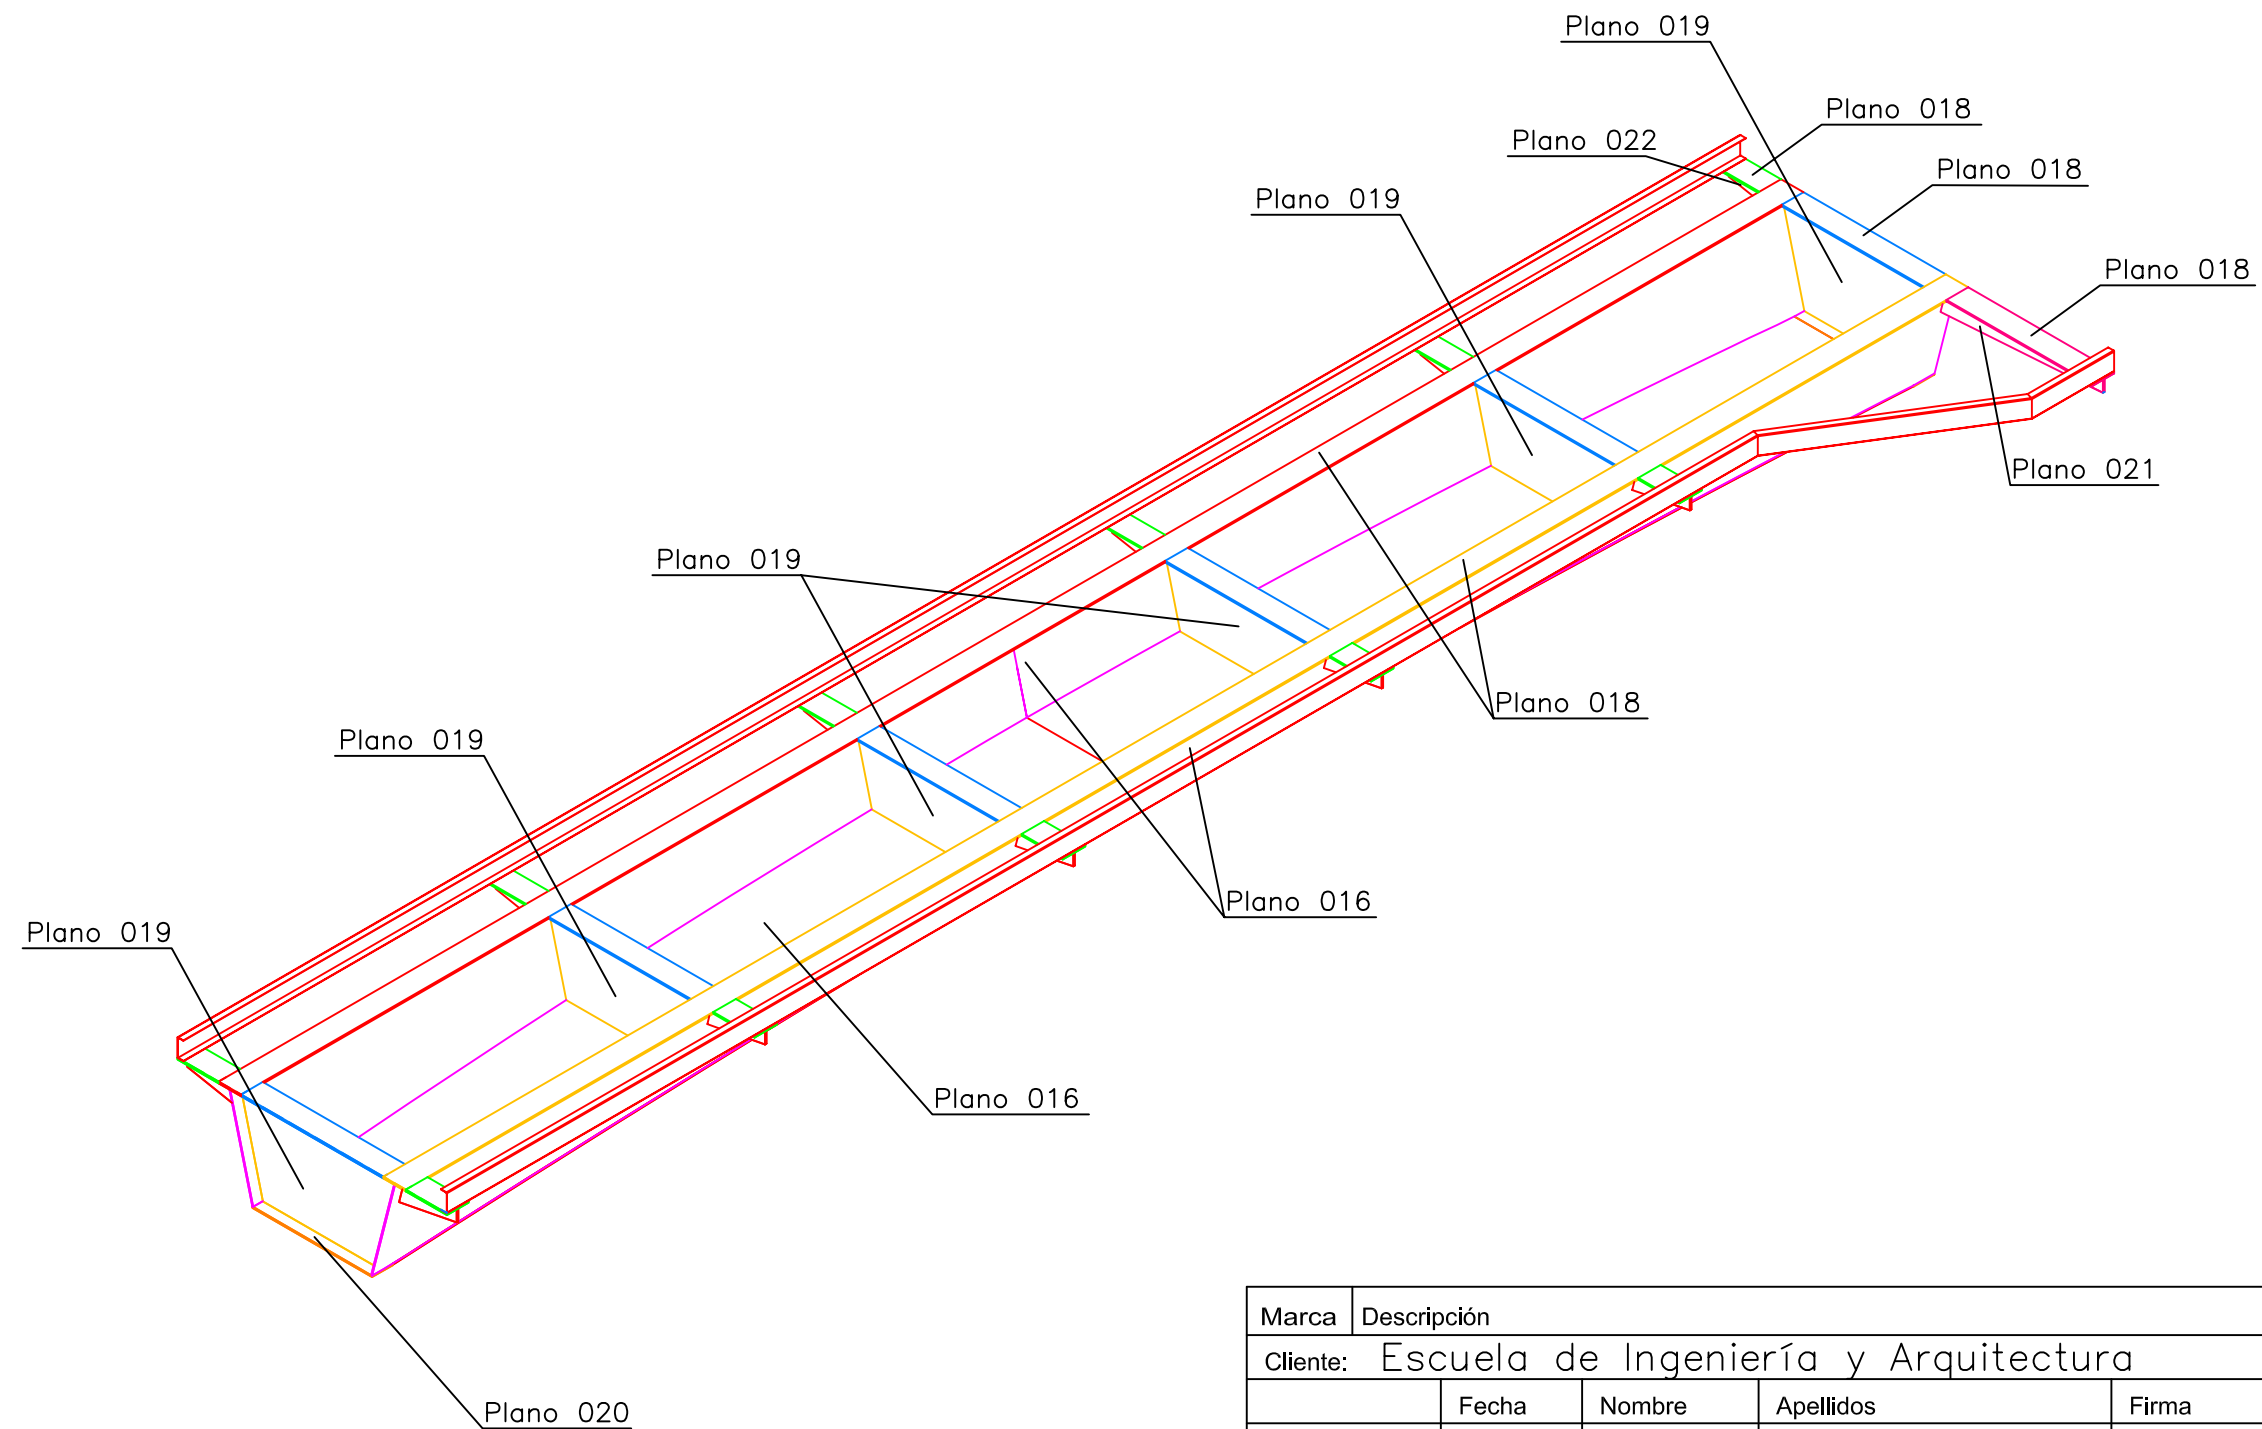 Plano 019
Plano 018
Plano 022
Plano 018
Plano 019
Plano 018
Plano 021
Plano 019
Plano 018
Plano 019
Plano 016
Plano 019
Plano 016
Plano 020
Marca Descripción
Cliente: Escuela de Ingeniería y Arquitectura
Fecha Nombre Apellidos Firma